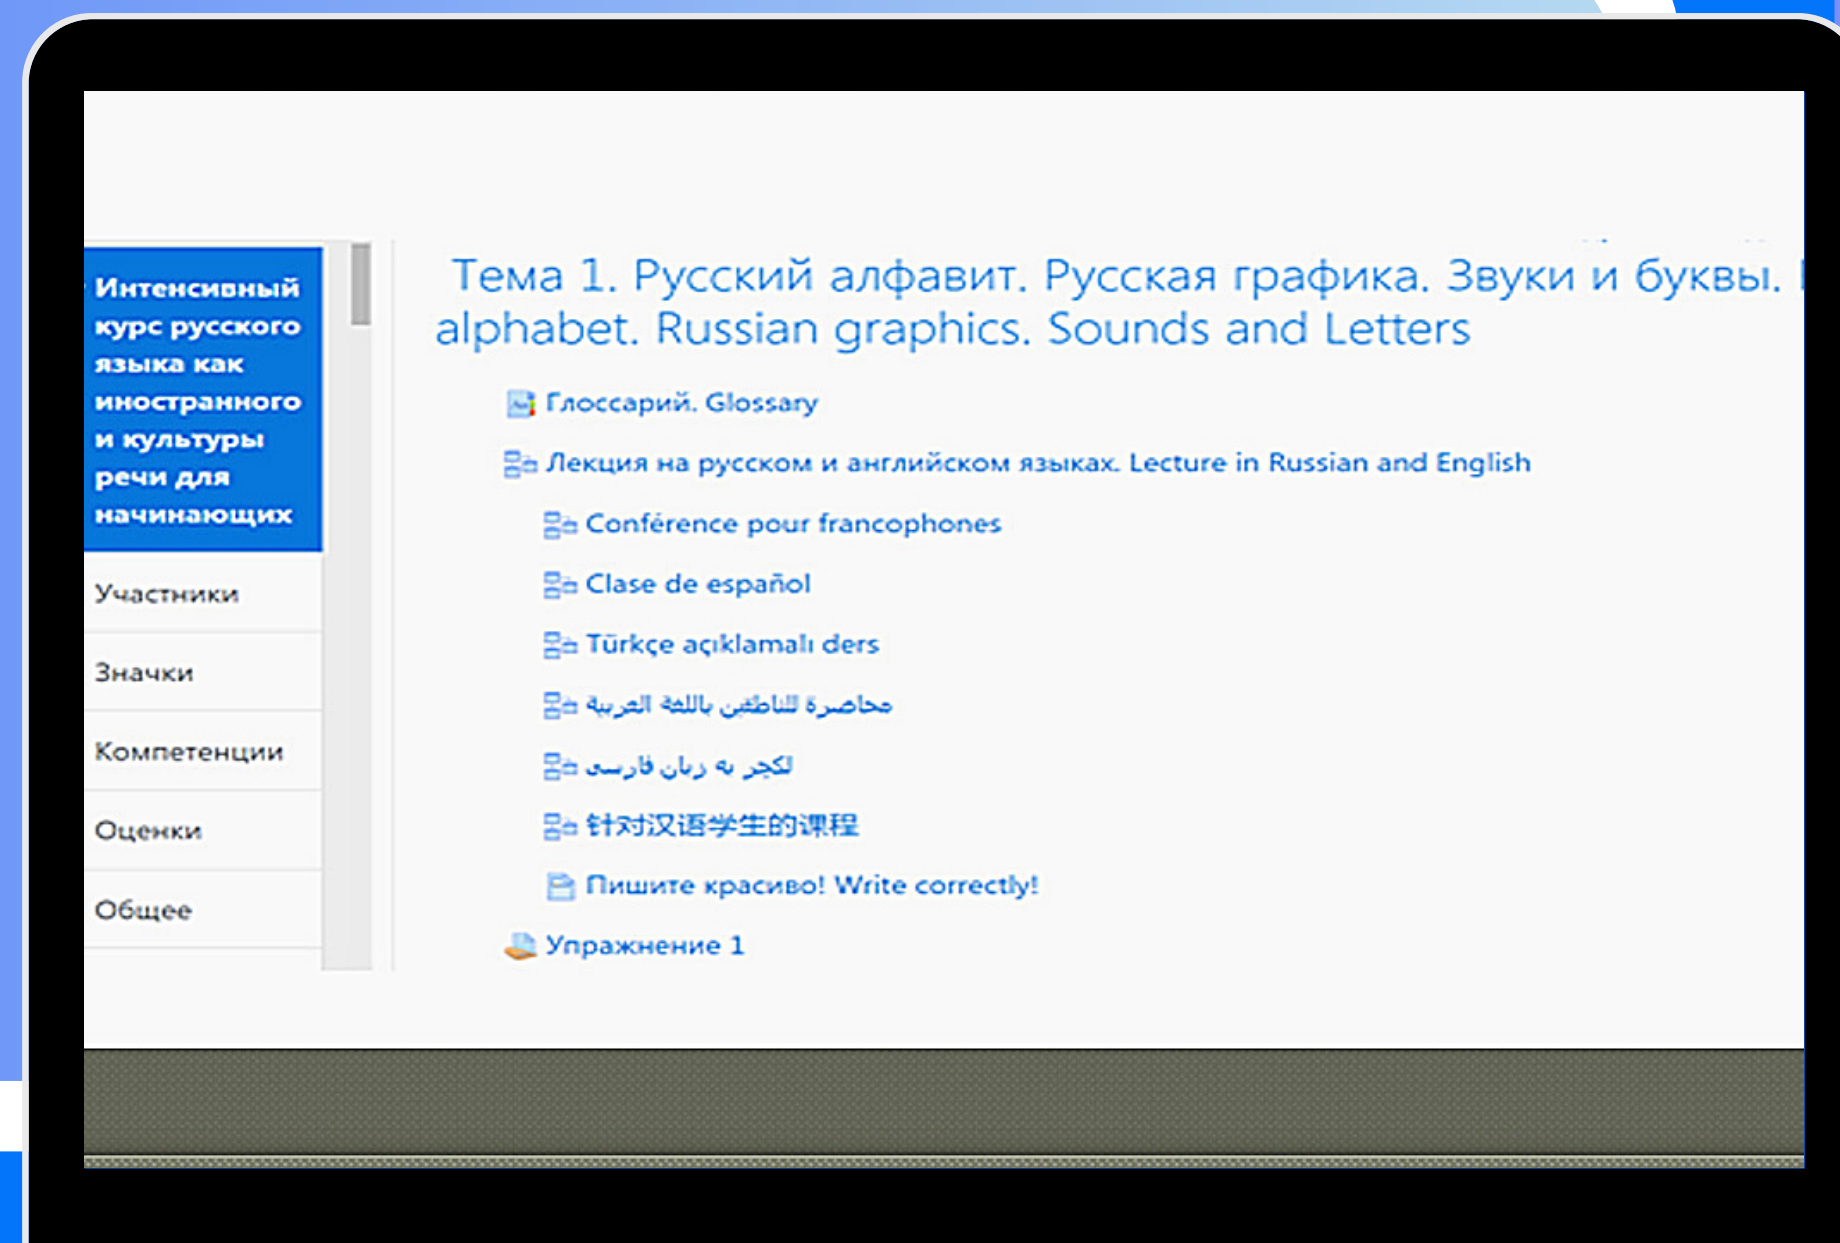 Интенсивный
курс русского
языка как
иностранного
и культуры
речи для
начинающих
Участники
Значки
Компетенции
Оценки
Общее
Тема 1. Русский алфавит. Русская графика. Звуки и буквы.
alphabet. Russian graphics. Sounds and Letters
Глоссарий. Glossary
Лекция на русском и английском языках. Lecture in Russian and English
Conférence pour francophones
Clase de español
Türkçe açıklamalı ders
محاصرة للناطقين باللغة العربية
لكچر به زبان فارسی
针对汉语学生的课程
Пишите красиво! Write correctly!
Упражнение 1